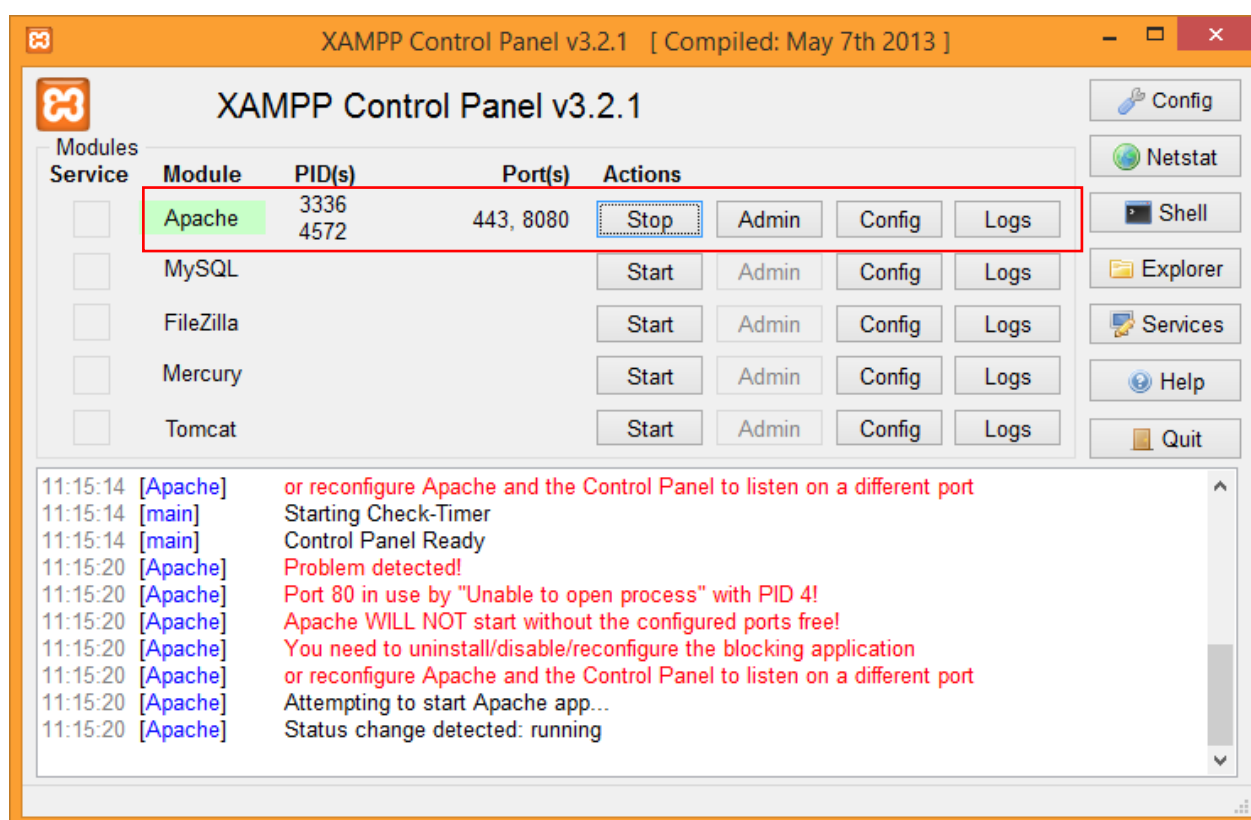 XAMPP Control Panel v3.2.1 [ Compiled: May 7th 2013 ]
XAMPP Control Panel v3.2.1
Config
Modules
Netstat
Service Module PID(s) Port(s) Actions
Apache 3336 443, 8080 Stop Admin Config Logs
4572
Shell
MySQL Start Admin Config Logs
Explorer
FileZilla Start Admin Config Logs
Services
Mercury Start Admin Config Logs
Help
Tomcat Start Admin Config Logs
Quit
11:15:14 [Apache] or reconfigure Apache and the Control Panel to listen on a different port
11:15:14 [main] Starting Check-Timer
11:15:14 [main] Control Panel Ready
11:15:20 [Apache] Problem detected!
11:15:20 [Apache] Port 80 in use by "Unable to open process" with PID 4!
11:15:20 [Apache] Apache WILL NOT start without the configured ports free!
11:15:20 [Apache] You need to uninstall/disable/reconfigure the blocking application
11:15:20 [Apache] or reconfigure Apache and the Control Panel to listen on a different port
11:15:20 [Apache] Attempting to start Apache app...
11:15:20 [Apache] Status change detected: running